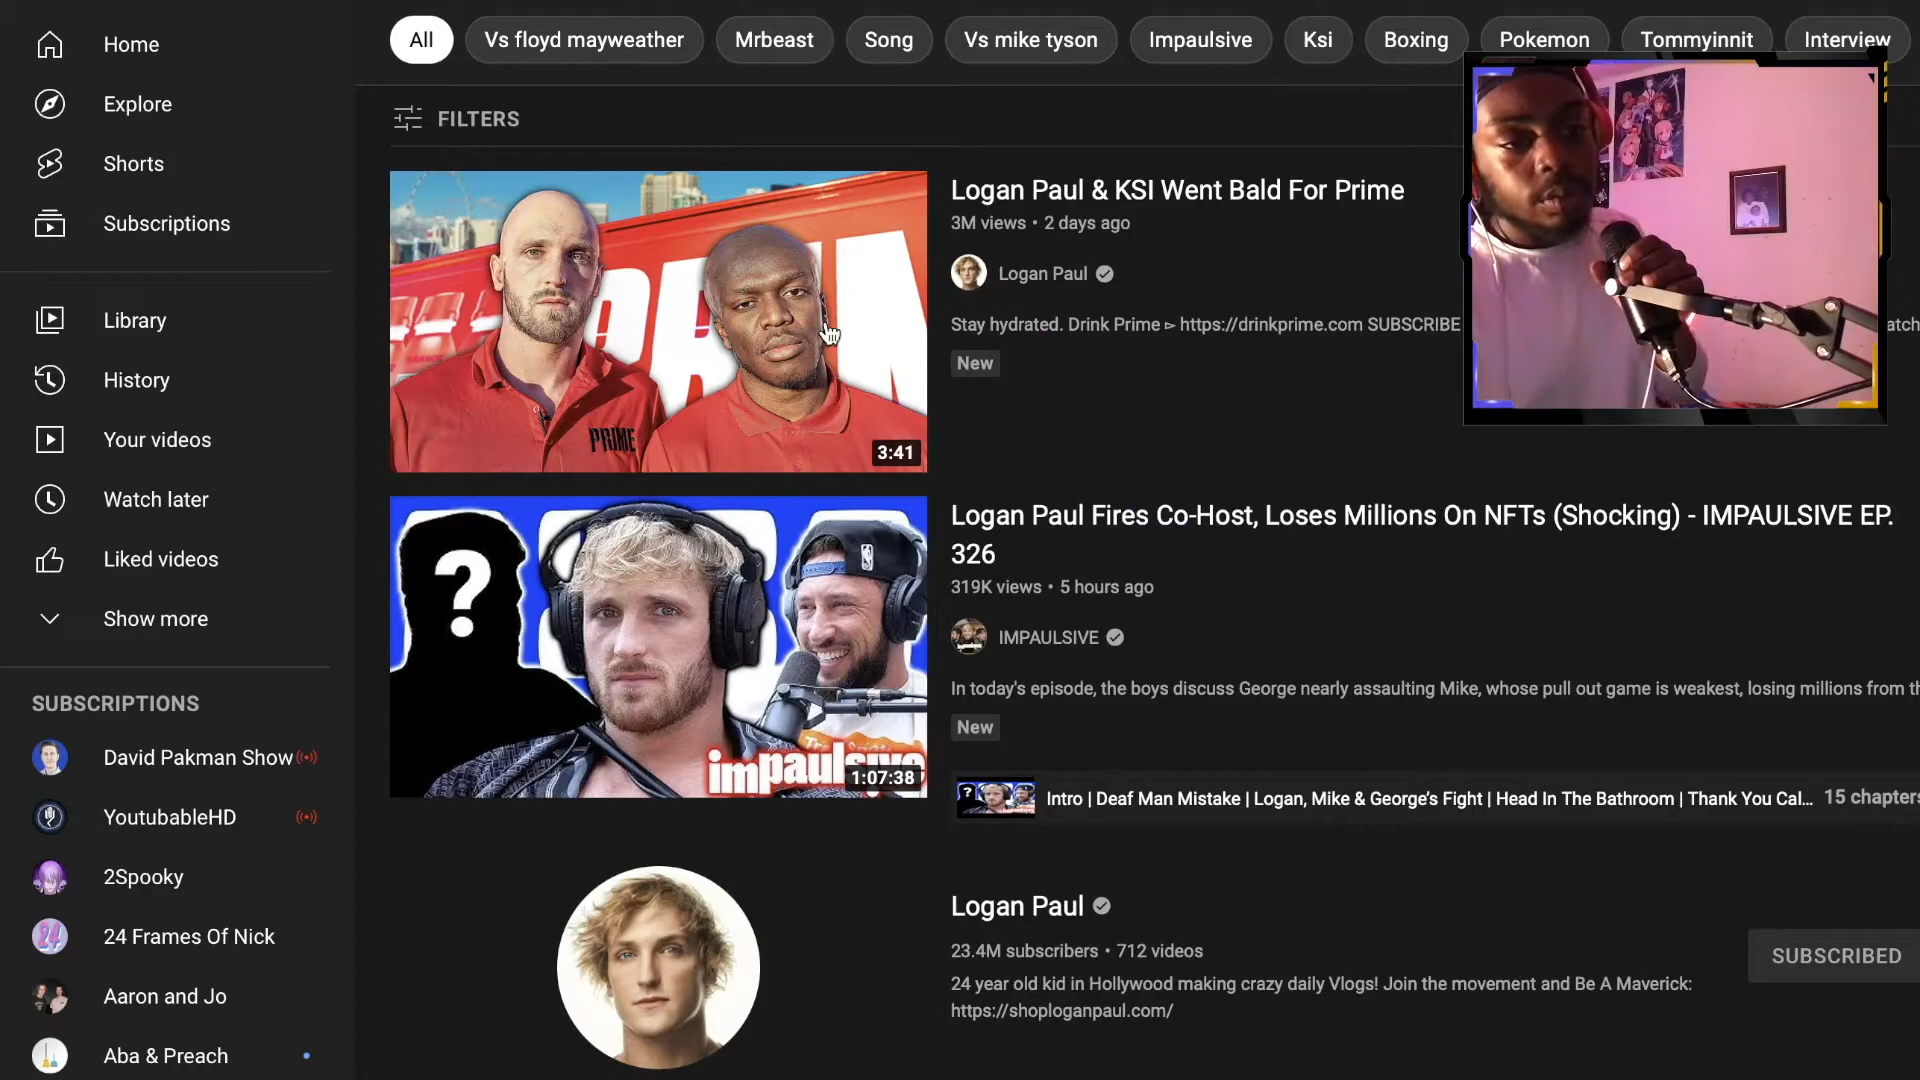 Home
Explore
Shorts
Subscriptions
Library
History
Your videos
Watch later
Liked videos
Show more
SUBSCRIPTIONS
David Pakman Show
YoutubableHD
2Spooky
24 Frames Of Nick
Aaron and Jo
Aba & Preach
All
Vs floyd mayweather
Mrbeast
Song
Vs mike tyson
Impaulsive
Ksi
Boxing
Pokemon
Tommyinnit
Interview
FILTERS
PRIME
3:41
Logan Paul & KSI Went Bald For Prime
3M views • 2 days ago
Logan Paul
Stay hydrated. Drink Prime ▻ https://drinkprime.com SUBSCRIBE
New
?
impaulsive
1:07:38
Logan Paul Fires Co-Host, Loses Millions On NFTs (Shocking) - IMPAULSIVE EP.
326
319K views • 5 hours ago
IMPAULSIVE
In today's episode, the boys discuss George nearly assaulting Mike, whose pull out game is weakest, losing millions from
New
Intro | Deaf Man Mistake | Logan, Mike & George's Fight | Head In The Bathroom | Thank You Cal... 15 chapters
Logan Paul
23.4M subscribers • 712 videos
24 year old kid in Hollywood making crazy daily Vlogs! Join the movement and Be A Maverick:
https://shoploganpaul.com/
SUBSCRIBED